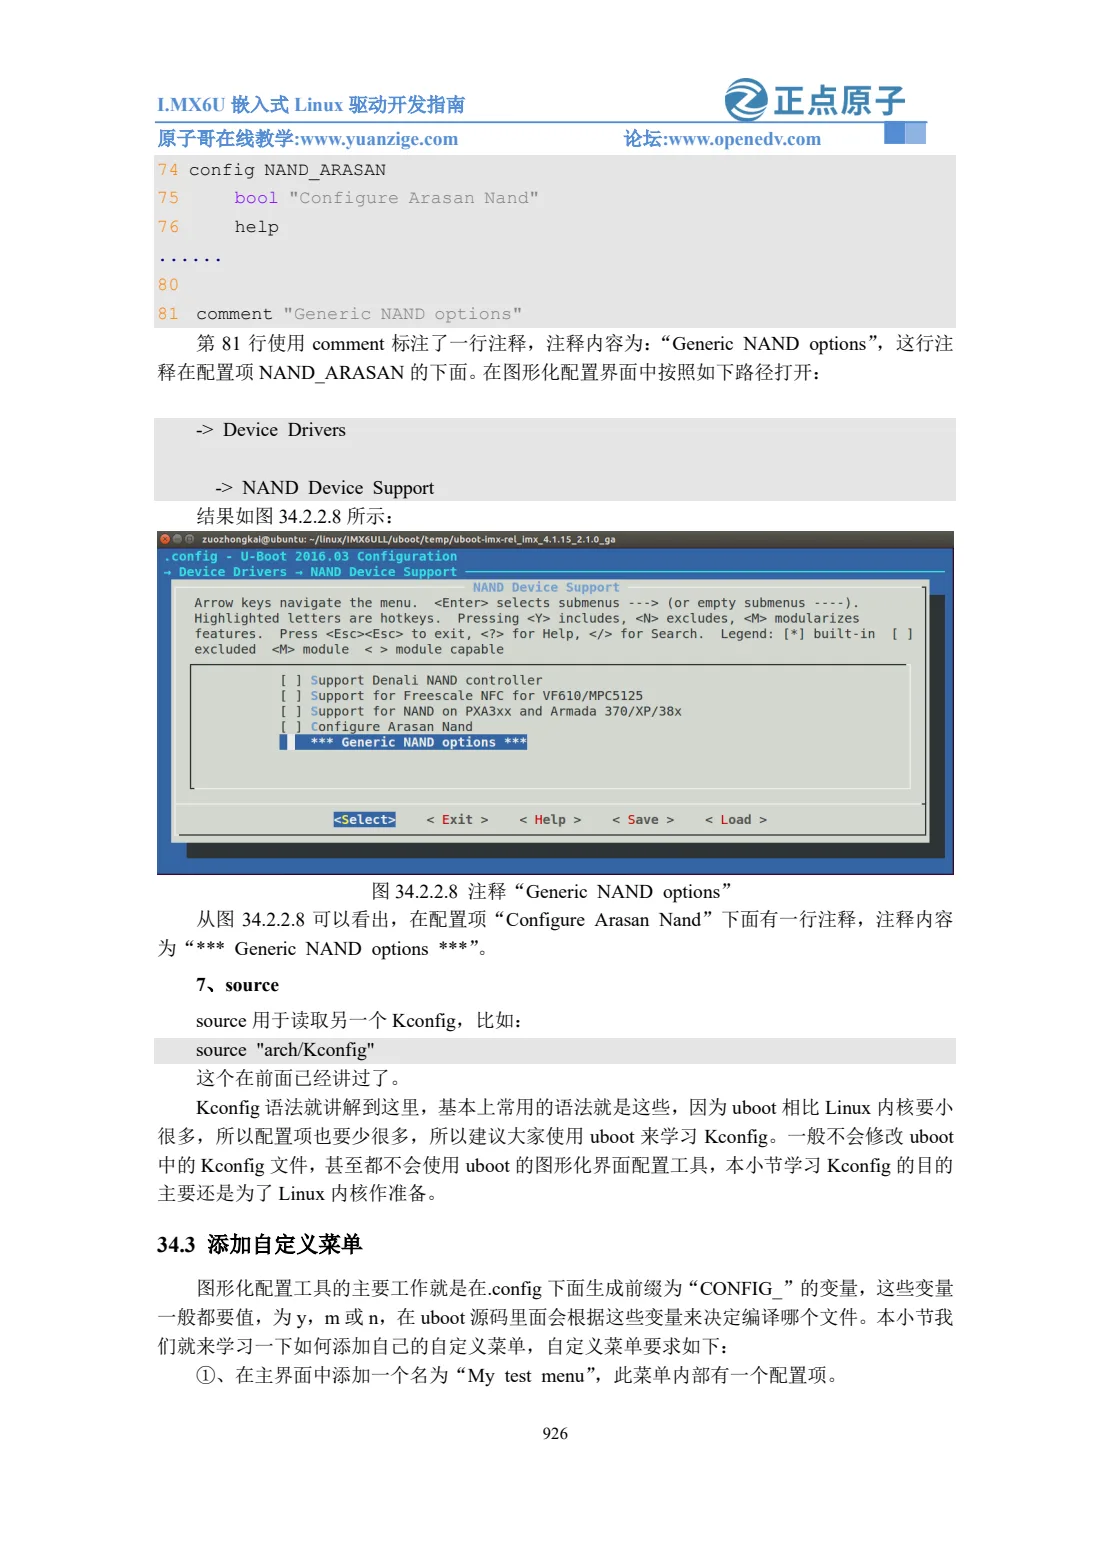 I.MX6U 嵌入式 Linux 驱动开发指南
正点原子
原子哥在线教学:www.yuanzige.com 论坛:www.openedv.com
74 config NAND_ARASAN
75 bool "Configure Arasan Nand"
76 help
......
80
81 comment "Generic NAND options"
第 81 行使用 comment 标注了一行注释，注释内容为：“Generic NAND options”，这行注
释在配置项 NAND_ARASAN 的下面。在图形化配置界面中按照如下路径打开：
-> Device Drivers
-> NAND Device Support
结果如图 34.2.2.8 所示：
zuozhongkai@ubuntu: ~/linux/IMX6ULL/uboot/temp/uboot-imx-rel_imx_4.1.15_2.1.0_ga
.config - U-Boot 2016.03 Configuration
→ Device Drivers → NAND Device Support
NAND Device Support
Arrow keys navigate the menu. <Enter> selects submenus ---> (or empty submenus ----).
Highlighted letters are hotkeys. Pressing <Y> includes, <N> excludes, <M> modularizes
features. Press <Esc><Esc> to exit, <?> for Help, </> for Search. Legend: [*] built-in [ ]
excluded <M> module < > module capable
[ ] Support Denali NAND controller
[ ] Support for Freescale NFC for VF610/MPC5125
[ ] Support for NAND on PXA3xx and Armada 370/XP/38x
[ ] Configure Arasan Nand
*** Generic NAND options ***
<Select> < Exit > < Help > < Save > < Load >
图 34.2.2.8 注释“Generic NAND options”
从图 34.2.2.8 可以看出，在配置项“Configure Arasan Nand”下面有一行注释，注释内容
为“*** Generic NAND options ***”。
7、source
source 用于读取另一个 Kconfig，比如：
source "arch/Kconfig"
这个在前面已经讲过了。
Kconfig 语法就讲解到这里，基本上常用的语法就是这些，因为 uboot 相比 Linux 内核要小
很多，所以配置项也要少很多，所以建议大家使用 uboot 来学习 Kconfig。一般不会修改 uboot
中的 Kconfig 文件，甚至都不会使用 uboot 的图形化界面配置工具，本小节学习 Kconfig 的目的
主要还是为了 Linux 内核作准备。
34.3 添加自定义菜单
图形化配置工具的主要工作就是在.config 下面生成前缀为“CONFIG_”的变量，这些变量
一般都要值，为 y，m 或 n，在 uboot 源码里面会根据这些变量来决定编译哪个文件。本小节我
们就来学习一下如何添加自己的自定义菜单，自定义菜单要求如下：
①、在主界面中添加一个名为“My test menu”，此菜单内部有一个配置项。
926